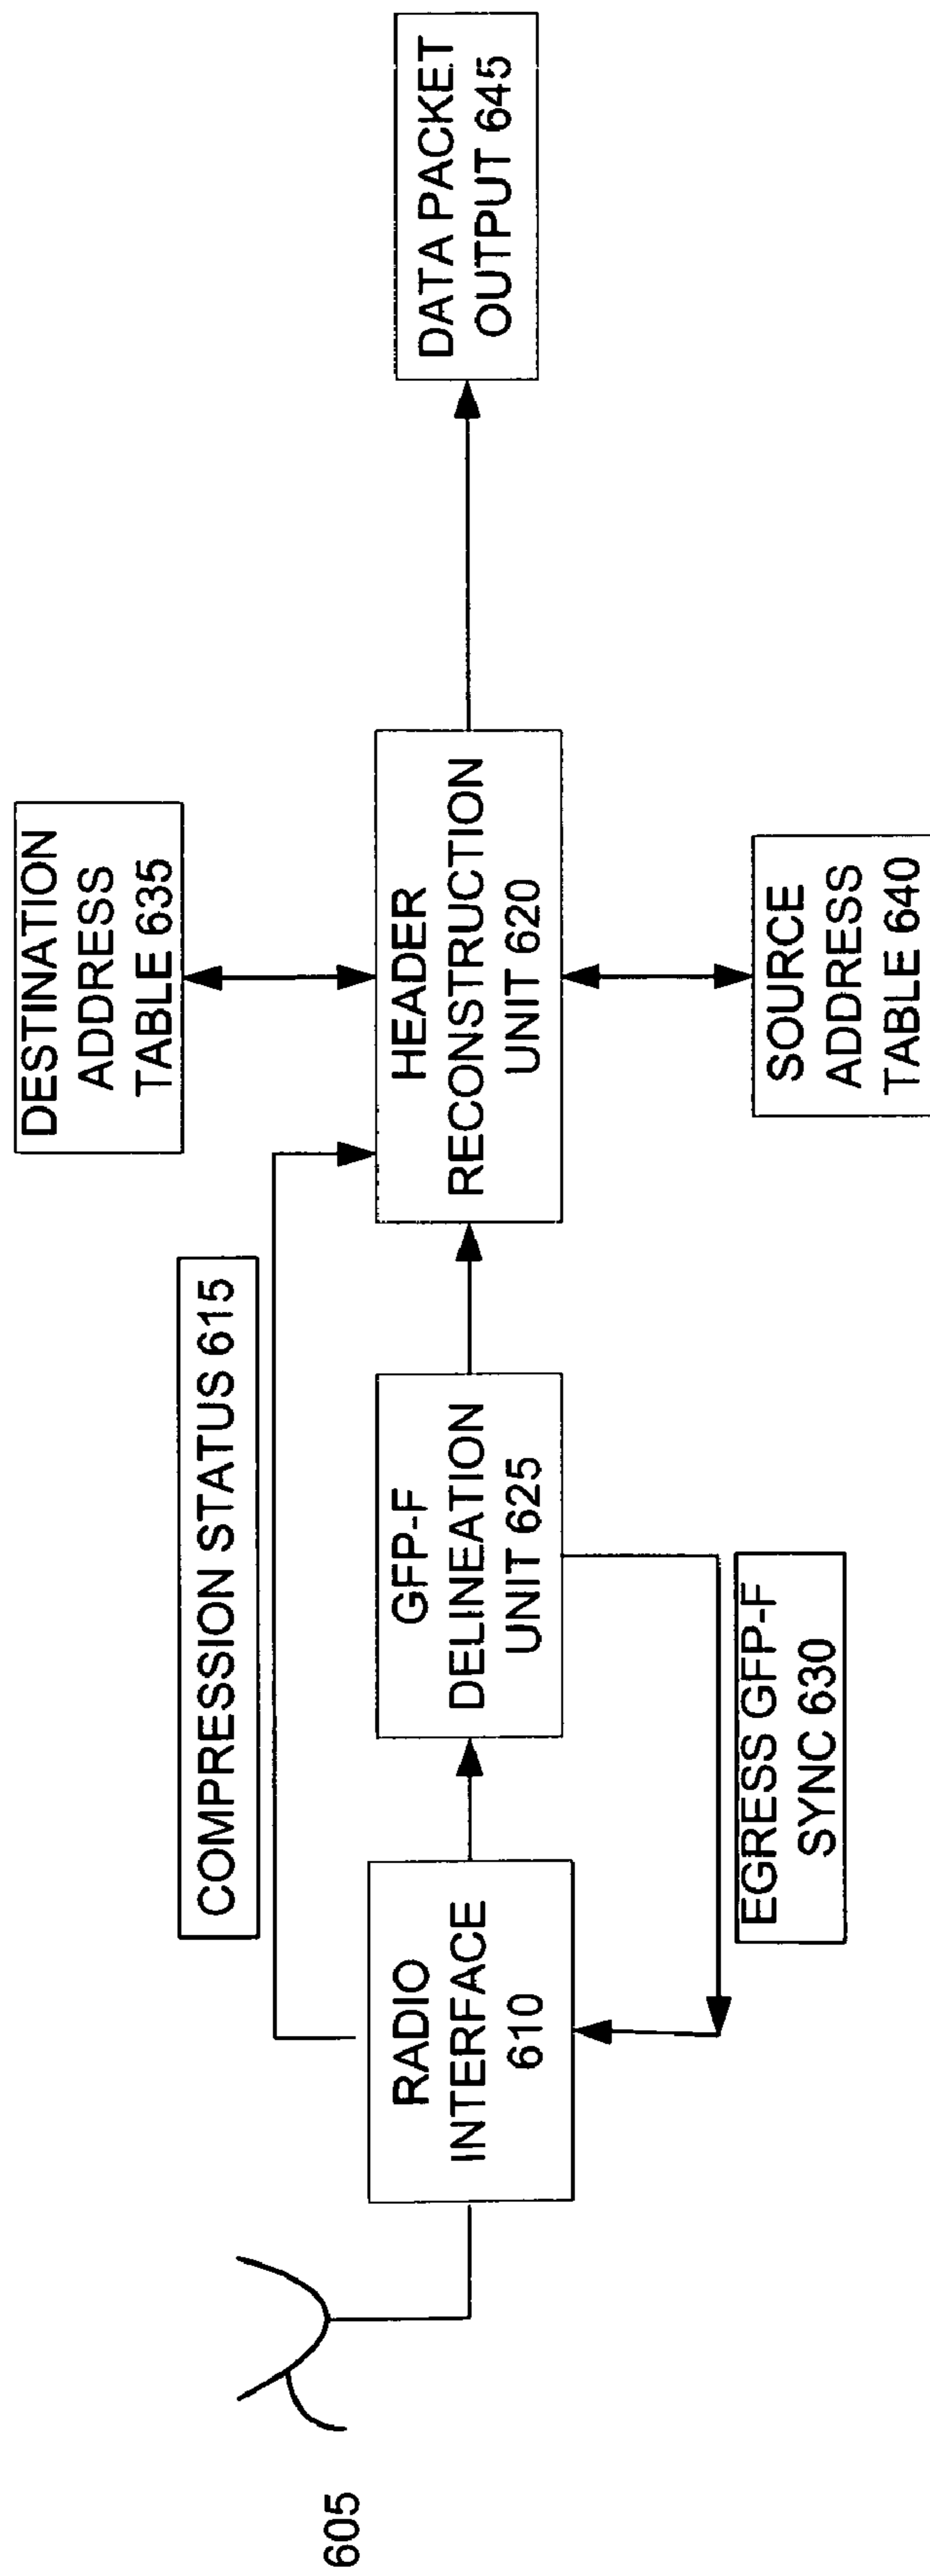 605
RADIO
INTERFACE
610
COMPRESSION STATUS 615
GFP-F
DELINEATION
UNIT 625
EGRESS GFP-F
SYNC 630
DESTINATION
ADDRESS
TABLE 635
HEADER
RECONSTRUCTION
UNIT 620
SOURCE
ADDRESS
TABLE 640
DATA PACKET
OUTPUT 645